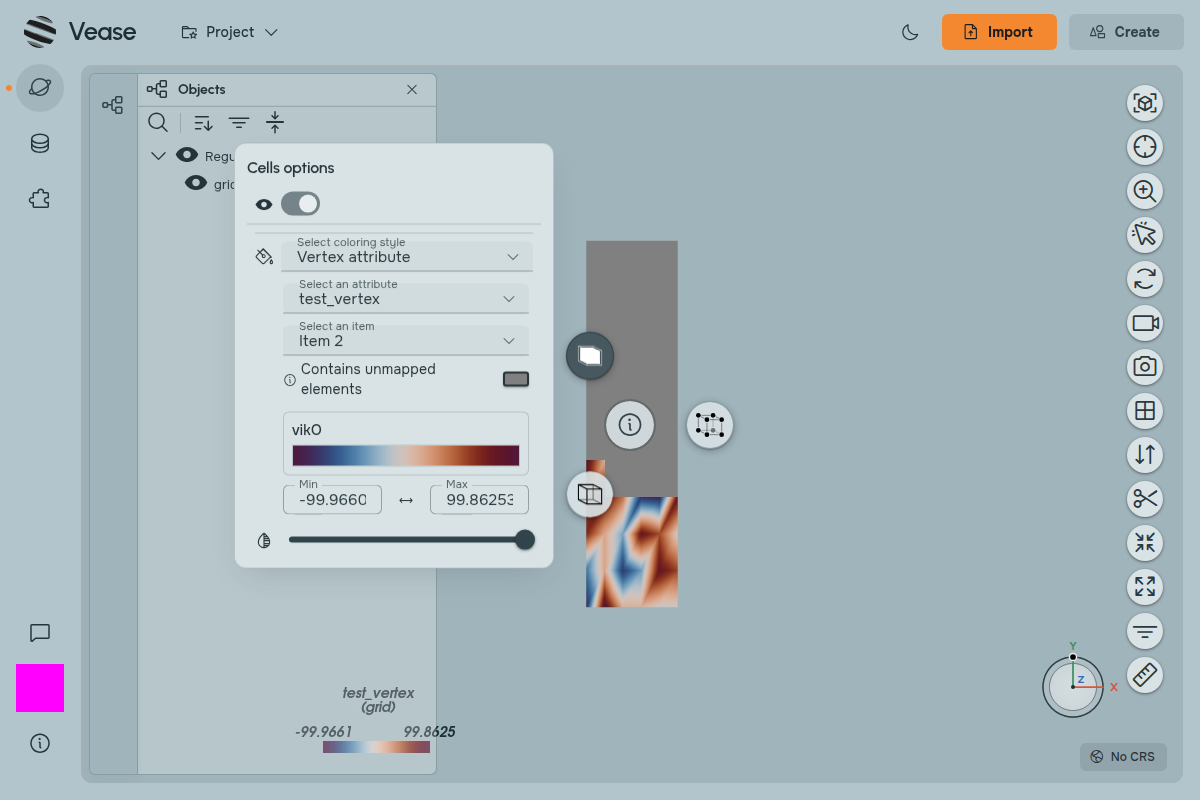 Vease
Project
Import
Create
Objects
Regu
grid
Cells options
Select coloring style
Vertex attribute
Select an attribute
test_vertex
Select an item
Item 2
Contains unmapped
elements
vikO
Min
Max
-99.9660
99.86253
test_vertex
(grid)
-99.9661
99.8625
Y
Z
X
No CRS